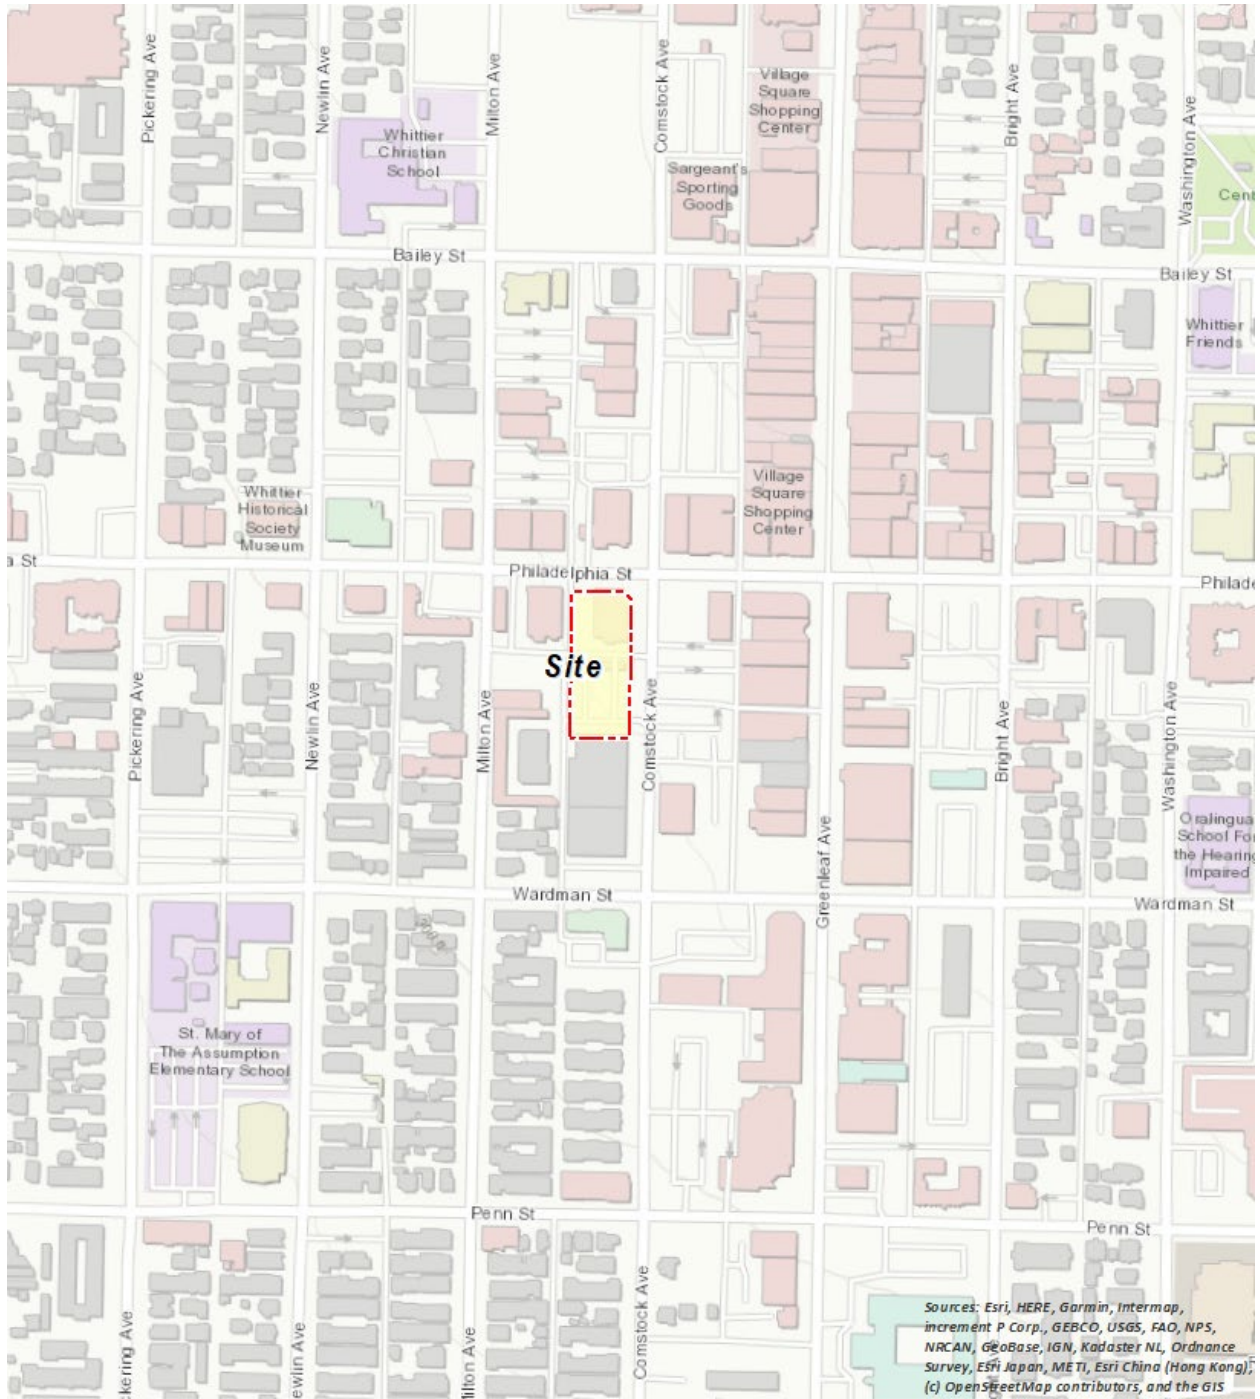 Pickering Ave
Newlin Ave
Milton Ave
Comstock Ave
Bright Ave
Washington Ave
Village
Square
Shopping
Center
Whittier
Christian
School
Sargeant's
Sporting
Goods
Cent
Bailey St
Bailey St
Whittier
Friends
Whittier
Historical
Society
Museum
Village
Square
Shopping
Center
a St
Philadelphia St
Philade
Site
Pickering Ave
Newlin Ave
Milton Ave
Comstock Ave
Greenleaf Ave
Bright Ave
Washington Ave
Oralingua
School For
the Hearing
Impaired
Wardman St
Wardman St
St. Mary of
The Assumption
Elementary School
Penn St
Penn St
ckering Ave
ewlin Ave
ilton Ave
Comstock Ave
Sources: Esri, HERE, Garmin, Intermap,
increment P Corp., GEBCO, USGS, FAO, NPS,
NRCAN, GeoBase, IGN, Kadaster NL, Ordnance
Survey, Esri Japan, METI, Esri China (Hong Kong),
(c) OpenStreetMap contributors, and the GIS